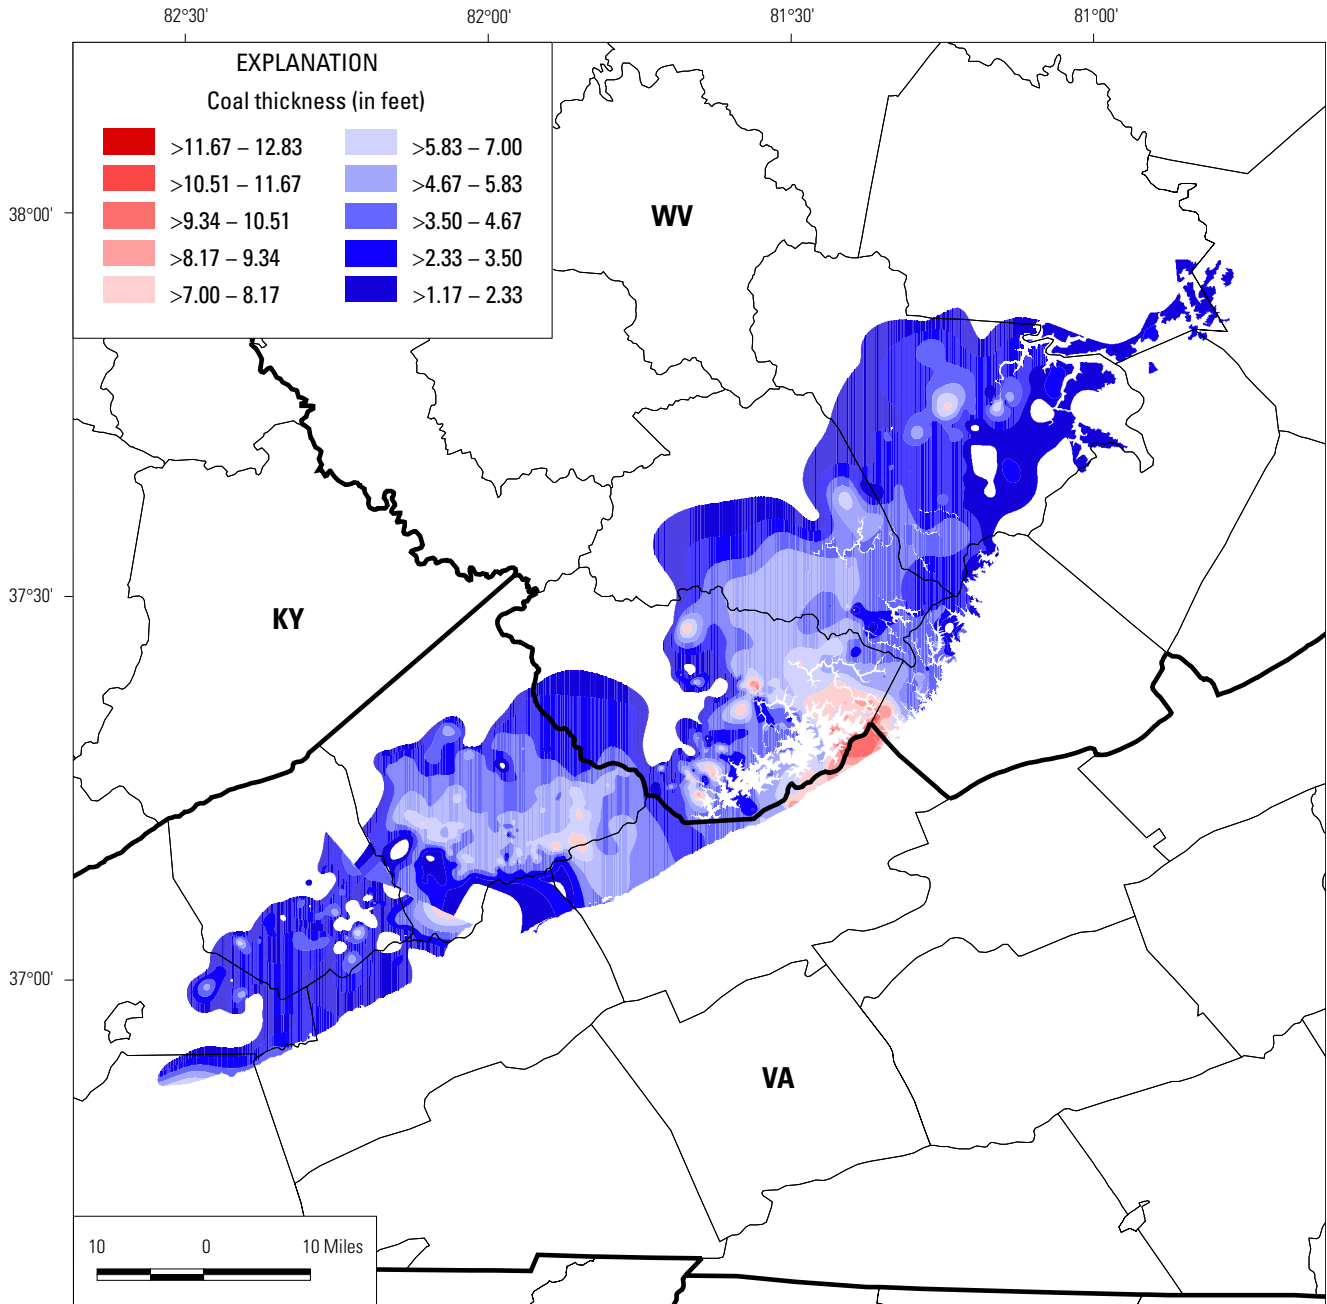 82°30' 82°00' 81°30' 81°00'
EXPLANATION
Coal thickness (in feet)
>11.67 – 12.83 >5.83 – 7.00
>10.51 – 11.67 >4.67 – 5.83
>9.34 – 10.51 >3.50 – 4.67
>8.17 – 9.34 >2.33 – 3.50
>7.00 – 8.17 >1.17 – 2.33
38°00'
WV
37°30'
KY
37°00'
VA
10 0 10 Miles